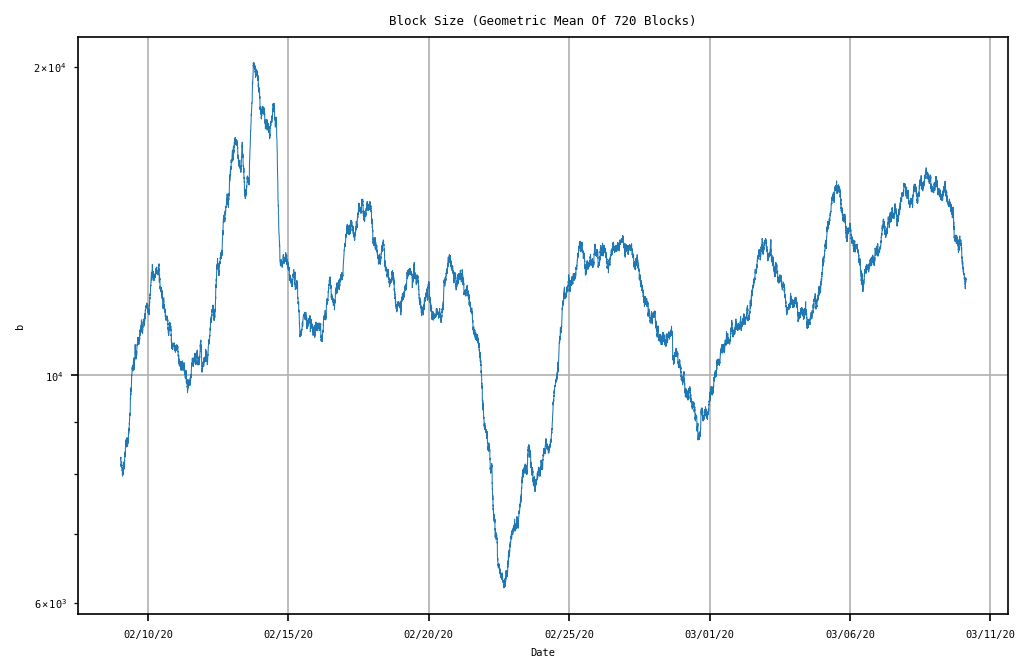 Block Size (Geometric Mean Of 720 Blocks)
2×10⁴
10⁴
6×10³
b
02/10/20 02/15/20 02/20/20 02/25/20 03/01/20 03/06/20 03/11/20
Date